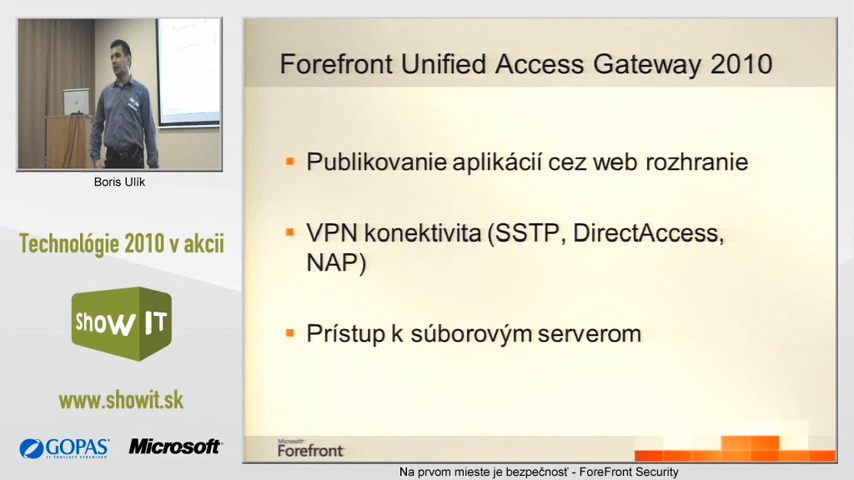 Boris Ulík
Technológie 2010 v akcii
ShoW IT
www.showit.sk
GOPAS
Microsoft
Forefront Unified Access Gateway 2010
Publikovanie aplikácií cez web rozhranie
VPN konektivita (SSTP, DirectAccess,
NAP)
Prístup k súborovým serverom
Microsoft
Forefront
Na prvom mieste je bezpečnosť - ForeFront Security